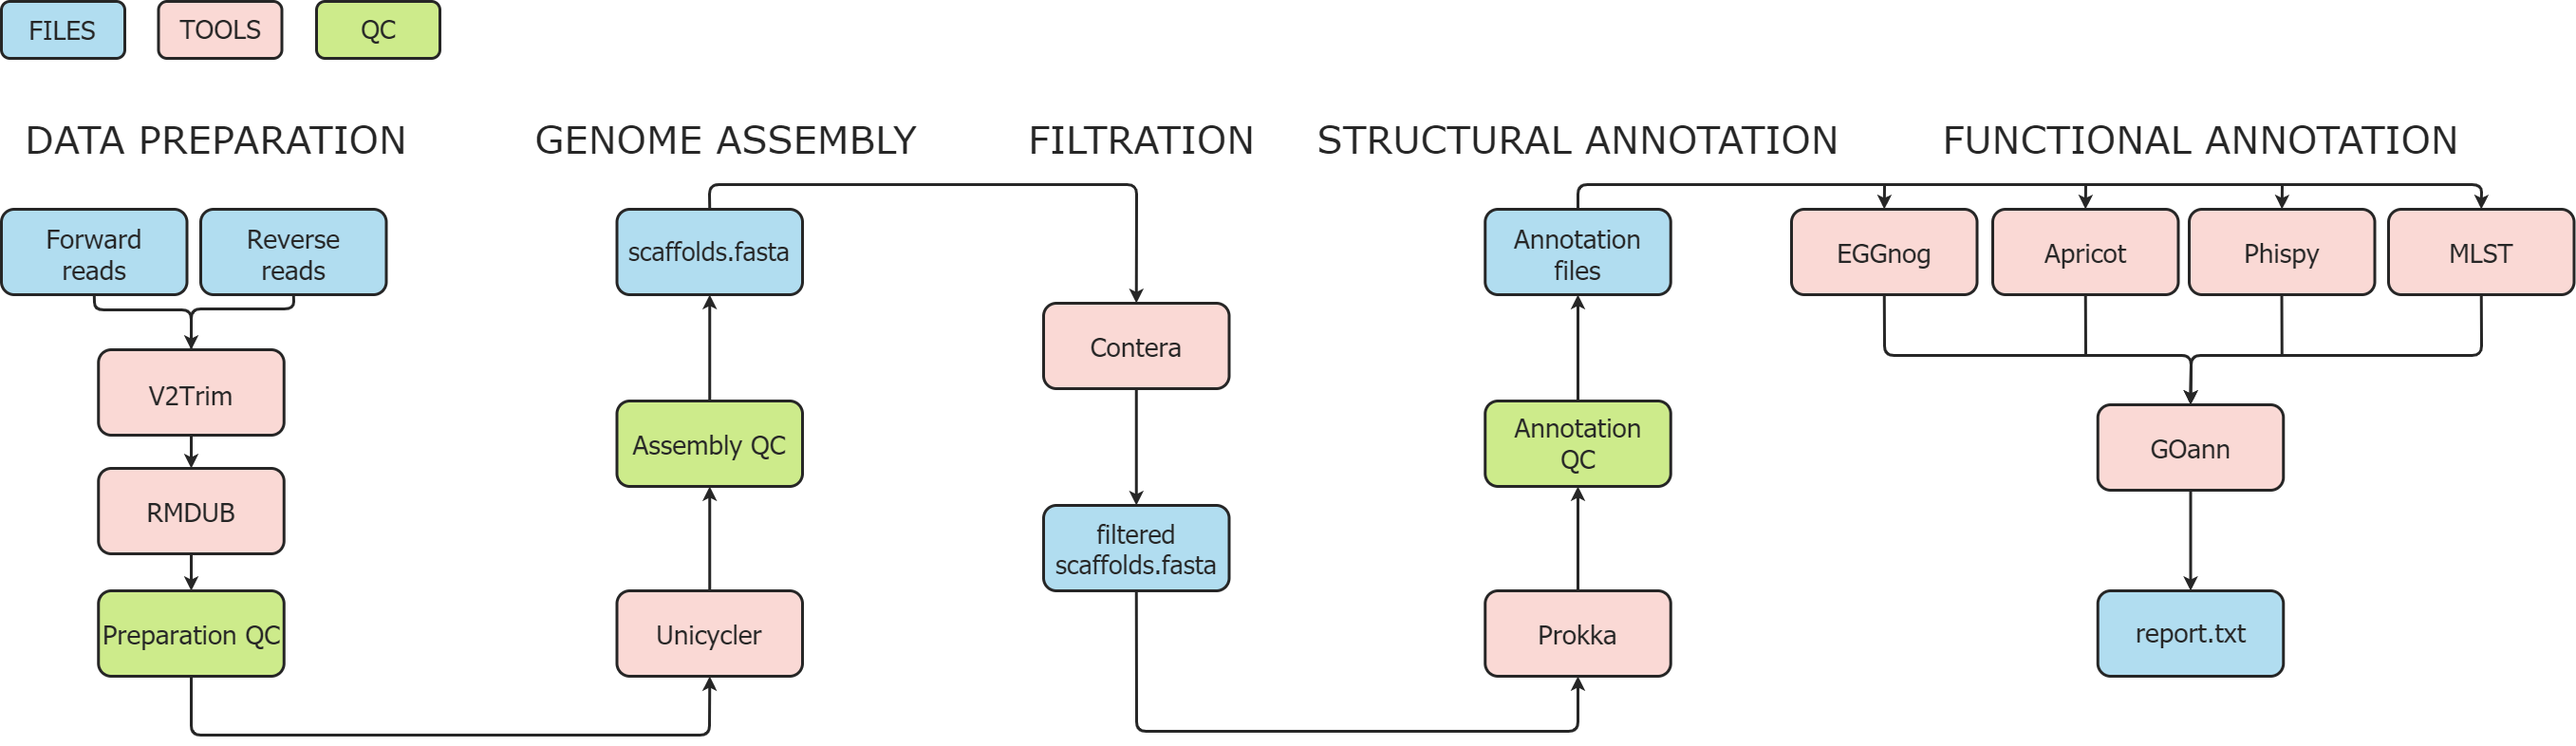 FILES
TOOLS
QC
DATA PREPARATION
GENOME ASSEMBLY
FILTRATION
STRUCTURAL ANNOTATION
FUNCTIONAL ANNOTATION
Forward
reads
Reverse
reads
V2Trim
RMDUB
Preparation QC
scaffolds.fasta
Assembly QC
Unicycler
Contera
filtered
scaffolds.fasta
Annotation
files
Annotation
QC
Prokka
EGGnog
Apricot
Phispy
MLST
GOann
report.txt